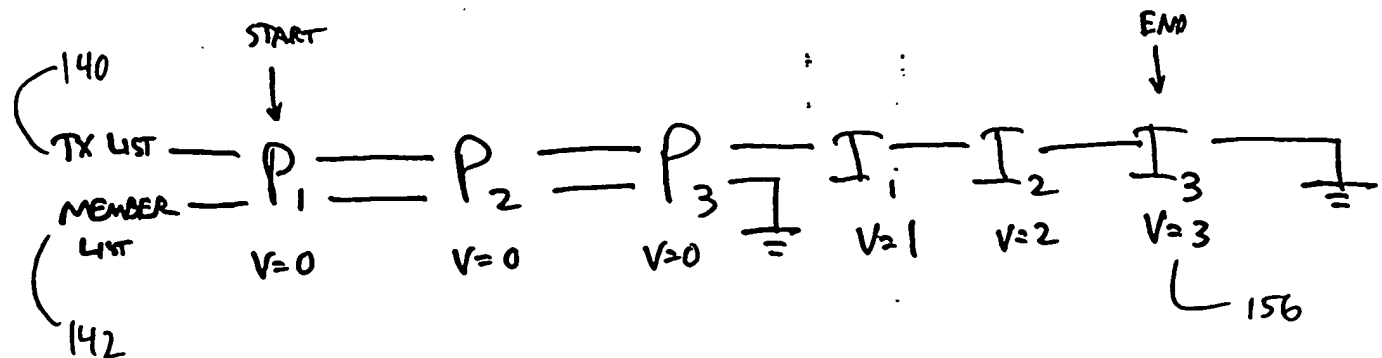 START
END
140
TX LIST
P1 P2 P3 I1 I2 I3
MEMBER
LIST
V=0 V=0 V=0 V=1 V=2 V=3
142
156